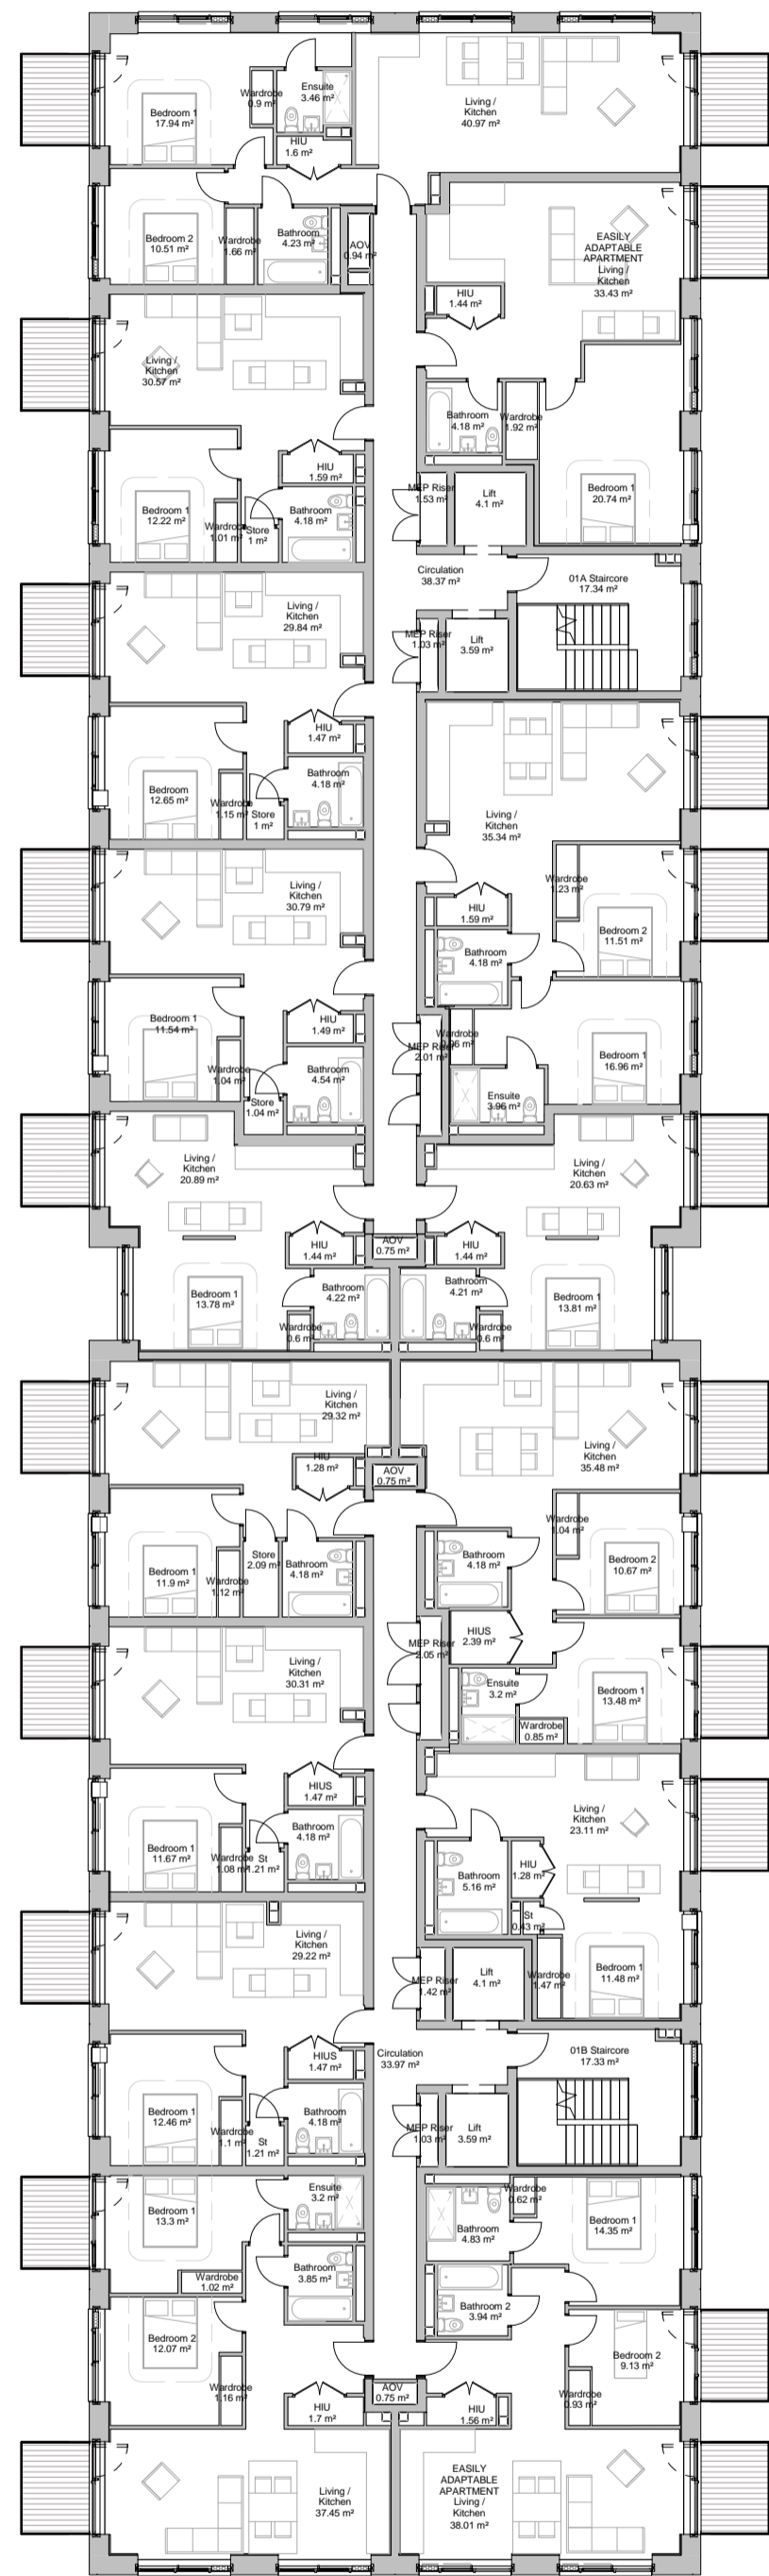 Bedroom 1
17.94 m²
Wardrobe
0.9 m²
Ensuite
3.46 m²
HIU
1.6 m²
Living /
Kitchen
40.97 m²
Bedroom 2
10.51 m²
Wardrobe
1.66 m²
Bathroom
4.23 m²
AOV
0.94 m²
EASILY
ADAPTABLE
APARTMENT
Living /
Kitchen
33.43 m²
HIU
1.44 m²
Living /
Kitchen
30.57 m²
Bathroom
4.18 m²
Wardrobe
1.92 m²
HIU
1.59 m²
Bedroom 1
12.22 m²
Wardrobe
1.01 m²
Store
1 m²
Bathroom
4.18 m²
MEP Riser
1.53 m²
Lift
4.1 m²
Bedroom 1
20.74 m²
Circulation
38.37 m²
01A Staircore
17.34 m²
Living /
Kitchen
29.84 m²
MEP Riser
1.03 m²
Lift
3.59 m²
HIU
1.47 m²
Bedroom
12.65 m²
Wardrobe
1.15 m²
Store
1 m²
Bathroom
4.18 m²
Living /
Kitchen
35.34 m²
Living /
Kitchen
30.79 m²
Wardrobe
1.23 m²
HIU
1.59 m²
Bedroom 2
11.51 m²
Bathroom
4.18 m²
Bedroom 1
11.54 m²
HIU
1.49 m²
Wardrobe
1.04 m²
Bathroom
4.54 m²
Store
1.04 m²
MEP Riser
2.01 m²
Wardrobe
0.96 m²
Bedroom 1
16.96 m²
Ensuite
3.96 m²
Living /
Kitchen
20.89 m²
Living /
Kitchen
20.63 m²
HIU
1.44 m²
AOV
0.75 m²
HIU
1.44 m²
Bedroom 1
13.78 m²
Bathroom
4.22 m²
Wardrobe
0.6 m²
Bathroom
4.21 m²
Wardrobe
0.6 m²
Bedroom 1
13.81 m²
Living /
Kitchen
29.32 m²
Living /
Kitchen
35.48 m²
HIU
1.28 m²
AOV
0.75 m²
Bedroom 1
11.9 m²
Wardrobe
1.12 m²
Store
2.09 m²
Bathroom
4.18 m²
Bathroom
4.18 m²
Wardrobe
1.04 m²
Bedroom 2
10.67 m²
MEP Riser
2.05 m²
HIUS
2.39 m²
Living /
Kitchen
30.31 m²
Ensuite
3.2 m²
Bedroom 1
13.48 m²
Wardrobe
0.85 m²
HIUS
1.47 m²
Bedroom 1
11.67 m²
Wardrobe
1.08 m²
St
1.21 m²
Bathroom
4.18 m²
Living /
Kitchen
23.11 m²
Bathroom
5.16 m²
HIU
1.28 m²
St
0.43 m²
Living /
Kitchen
29.22 m²
MEP Riser
1.42 m²
Lift
4.1 m²
Wardrobe
1.47 m²
Bedroom 1
11.48 m²
HIUS
1.47 m²
Circulation
33.97 m²
01B Staircore
17.33 m²
Bedroom 1
12.46 m²
Wardrobe
1.1 m²
St
1.21 m²
Bathroom
4.18 m²
MEP Riser
1.03 m²
Lift
3.59 m²
Bedroom 1
13.3 m²
Ensuite
3.2 m²
Wardrobe
0.62 m²
Bedroom 1
14.35 m²
Bathroom
4.83 m²
Wardrobe
1.02 m²
Bathroom
3.85 m²
Bathroom 2
3.94 m²
Bedroom 2
12.07 m²
Wardrobe
1.16 m²
Bedroom 2
9.13 m²
Wardrobe
0.93 m²
HIU
1.7 m²
AOV
0.75 m²
HIU
1.56 m²
Living /
Kitchen
37.45 m²
EASILY
ADAPTABLE
APARTMENT
Living /
Kitchen
38.01 m²